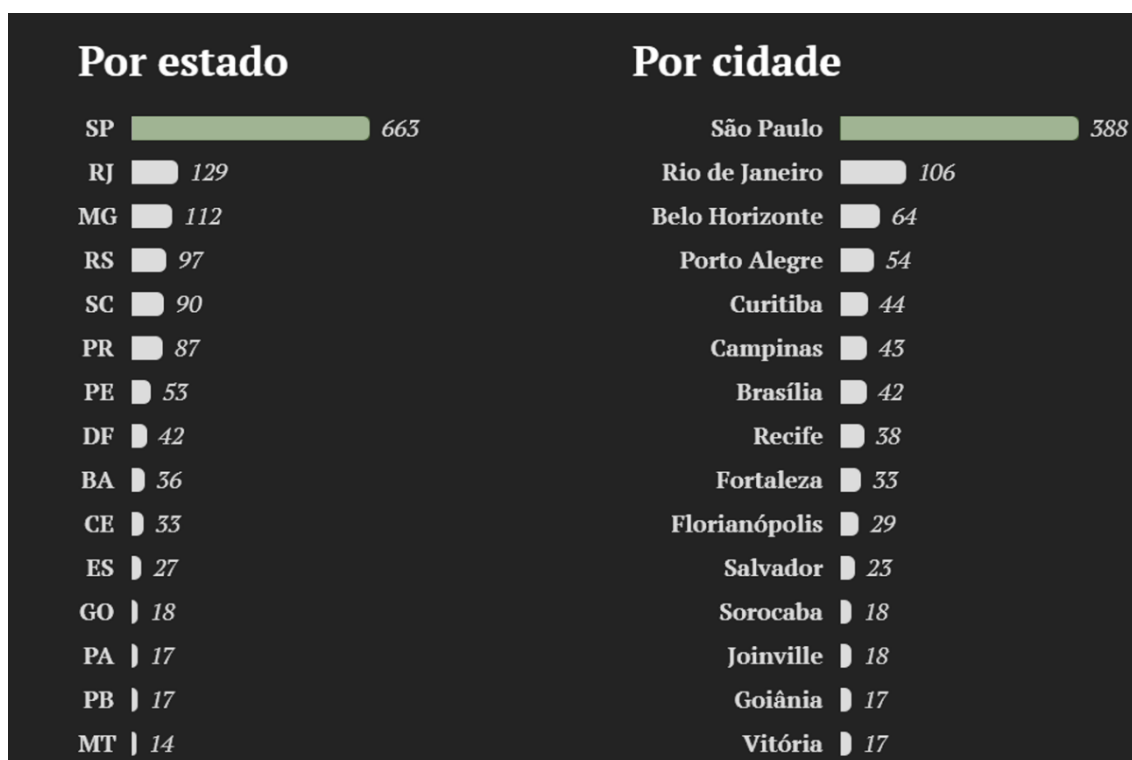 Por estado
SP 663
RJ 129
MG 112
RS 97
SC 90
PR 87
PE 53
DF 42
BA 36
CE 33
ES 27
GO 18
PA 17
PB 17
MT 14
Por cidade
São Paulo 388
Rio de Janeiro 106
Belo Horizonte 64
Porto Alegre 54
Curitiba 44
Campinas 43
Brasília 42
Recife 38
Fortaleza 33
Florianópolis 29
Salvador 23
Sorocaba 18
Joinville 18
Goiânia 17
Vitória 17